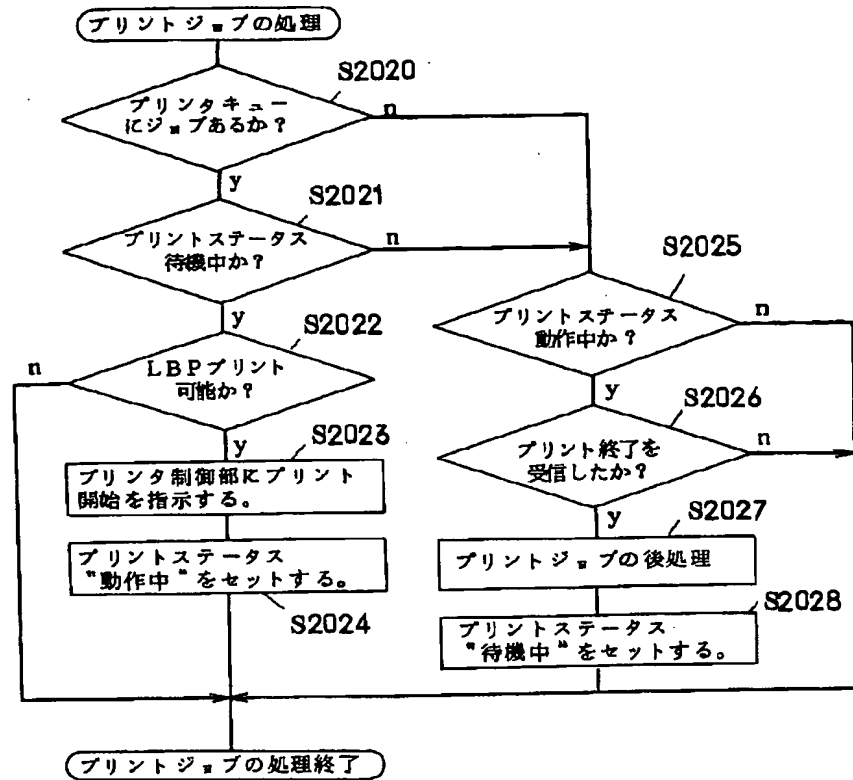 プリントジョブの処理
S2020
プリンタキュー
にジョブあるか?
n
y
S2021
プリントステータス
待機中か?
n
y
S2022
LBPプリント
可能か?
n
y
S2023
プリンタ制御部にプリント
開始を指示する。
プリントステータス
"動作中"をセットする。
S2024
S2025
プリントステータス
動作中か?
n
y
S2026
プリント終了を
受信したか?
n
y
S2027
プリントジョブの後処理
S2028
プリントステータス
"待機中"をセットする。
プリントジョブの処理終了